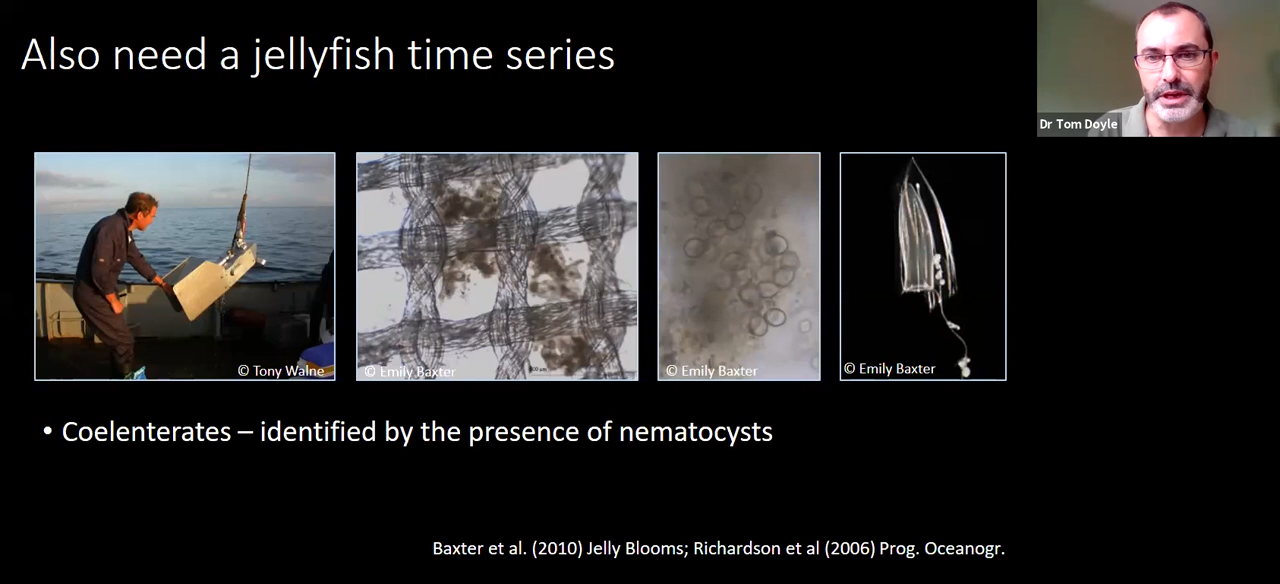 Also need a jellyfish time series
Dr Tom Doyle
© Tony Walne
© Emily Baxter
© Emily Baxter
© Emily Baxter
• Coelenterates – identified by the presence of nematocysts
Baxter et al. (2010) Jelly Blooms; Richardson et al (2006) Prog. Oceanogr.